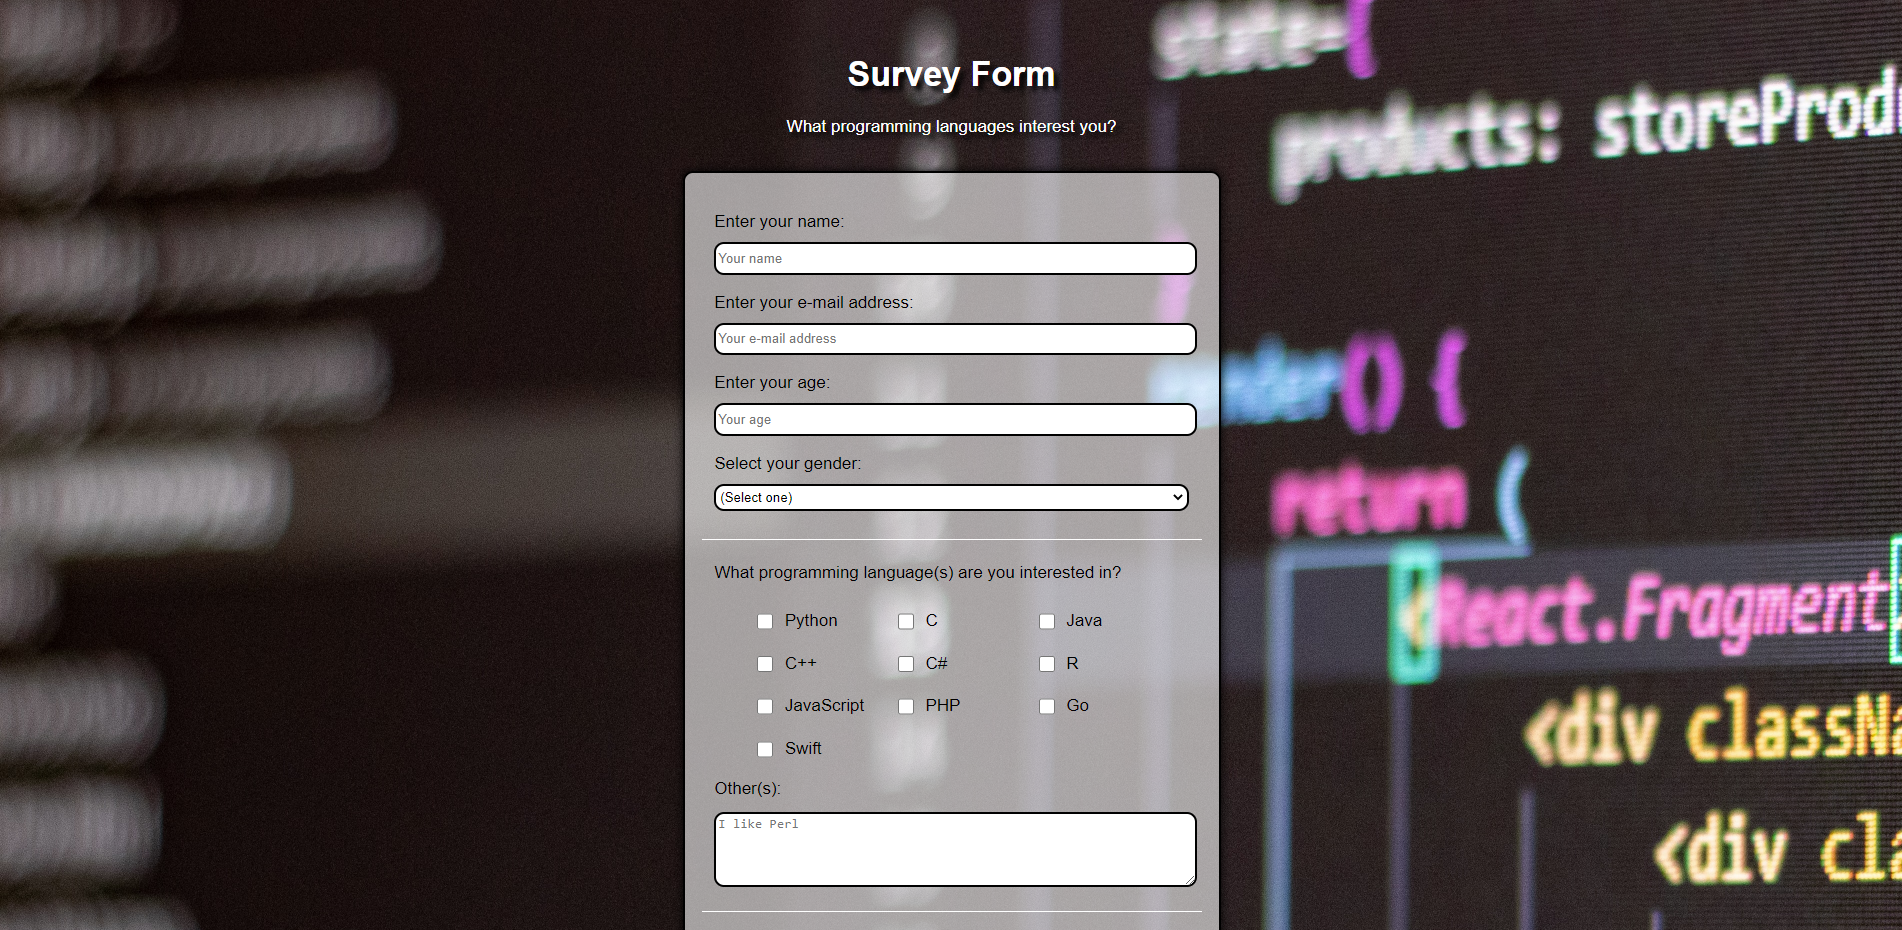 state={
products: storeProd
Survey Form
What programming languages interest you?
Enter your name:
Your name
Enter your e-mail address:
Your e-mail address
Enter your age:
Your age
Select your gender:
(Select one)
What programming language(s) are you interested in?
Python C Java
C++ C# R
JavaScript PHP Go
Swift
Other(s):
I like Perl
render() {
return (
<React.Fragment
<div classNa
<div cla